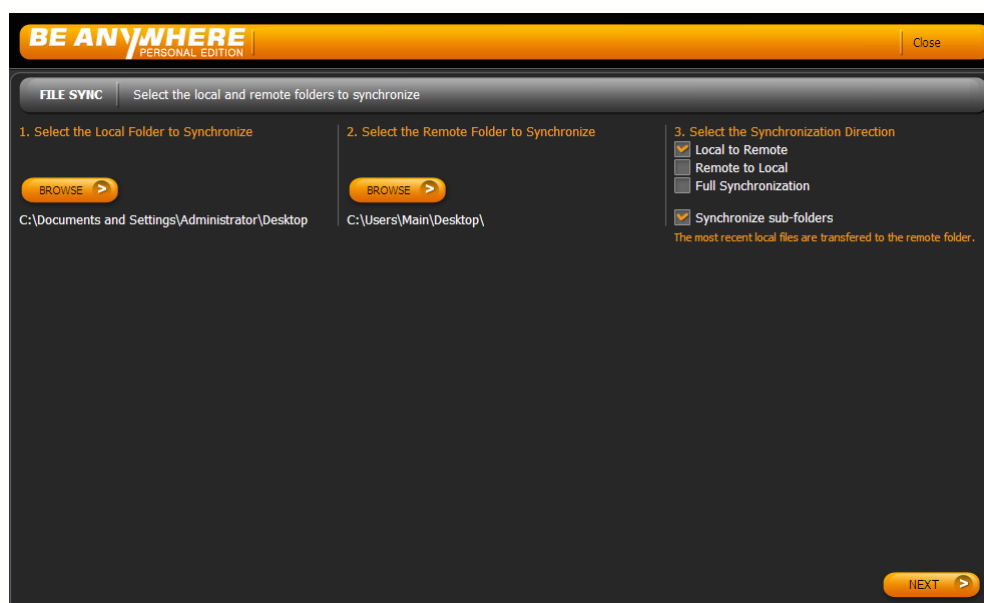 BE ANYWHERE
PERSONAL EDITION
Close
FILE SYNC
Select the local and remote folders to synchronize
1. Select the Local Folder to Synchronize
BROWSE >
C:\Documents and Settings\Administrator\Desktop
2. Select the Remote Folder to Synchronize
BROWSE >
C:\Users\Main\Desktop\
3. Select the Synchronization Direction
Local to Remote
Remote to Local
Full Synchronization
Synchronize sub-folders
The most recent local files are transfered to the remote folder.
NEXT >